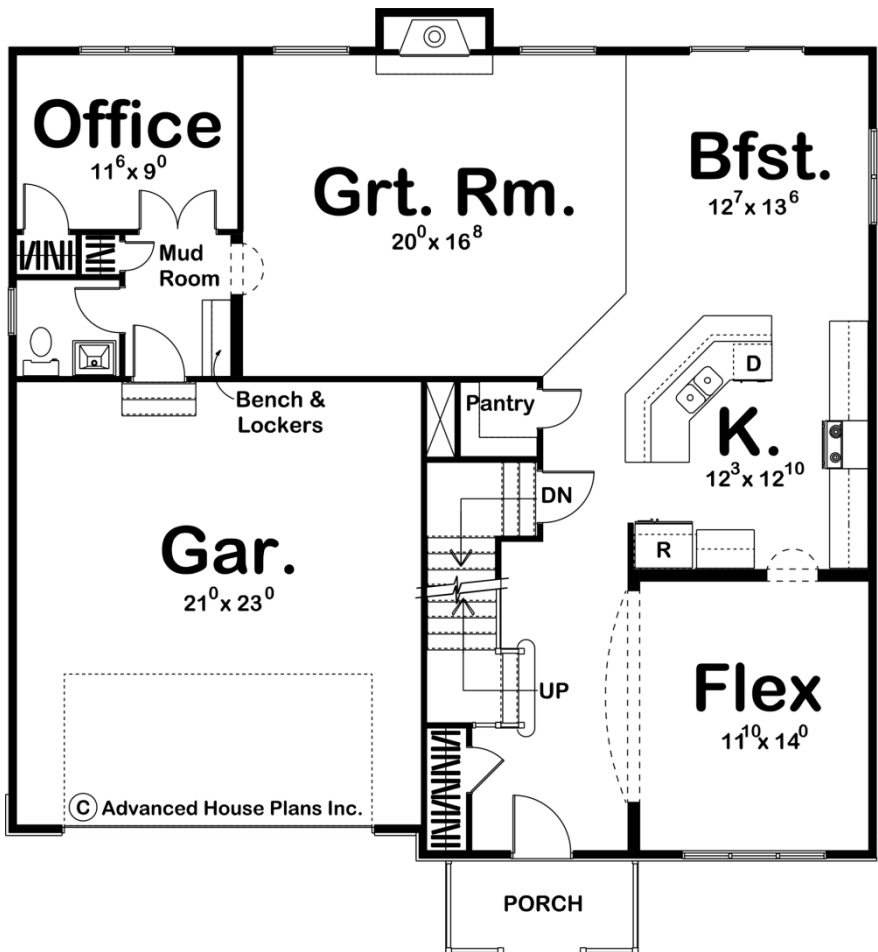 Office
11⁶ x 9⁰
Grt. Rm.
20⁰ x 16⁸
Bfst.
12⁷ x 13⁶
Mud
Room
D
Bench &
Lockers
Pantry
K.
12³ x 12¹⁰
DN
R
Gar.
21⁰ x 23⁰
UP
Flex
11¹⁰ x 14⁰
© Advanced House Plans Inc.
PORCH